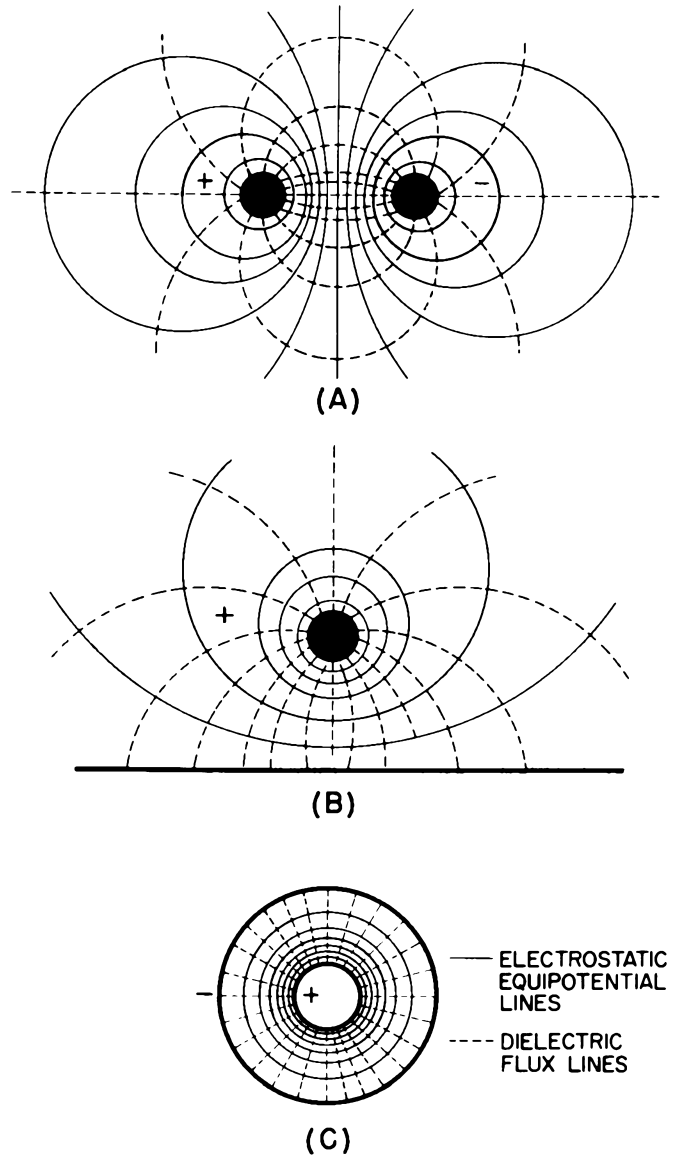 +
-
(A)
+
(B)
-
+
ELECTROSTATIC
EQUIPOTENTIAL
LINES
DIELECTRIC
FLUX LINES
(C)